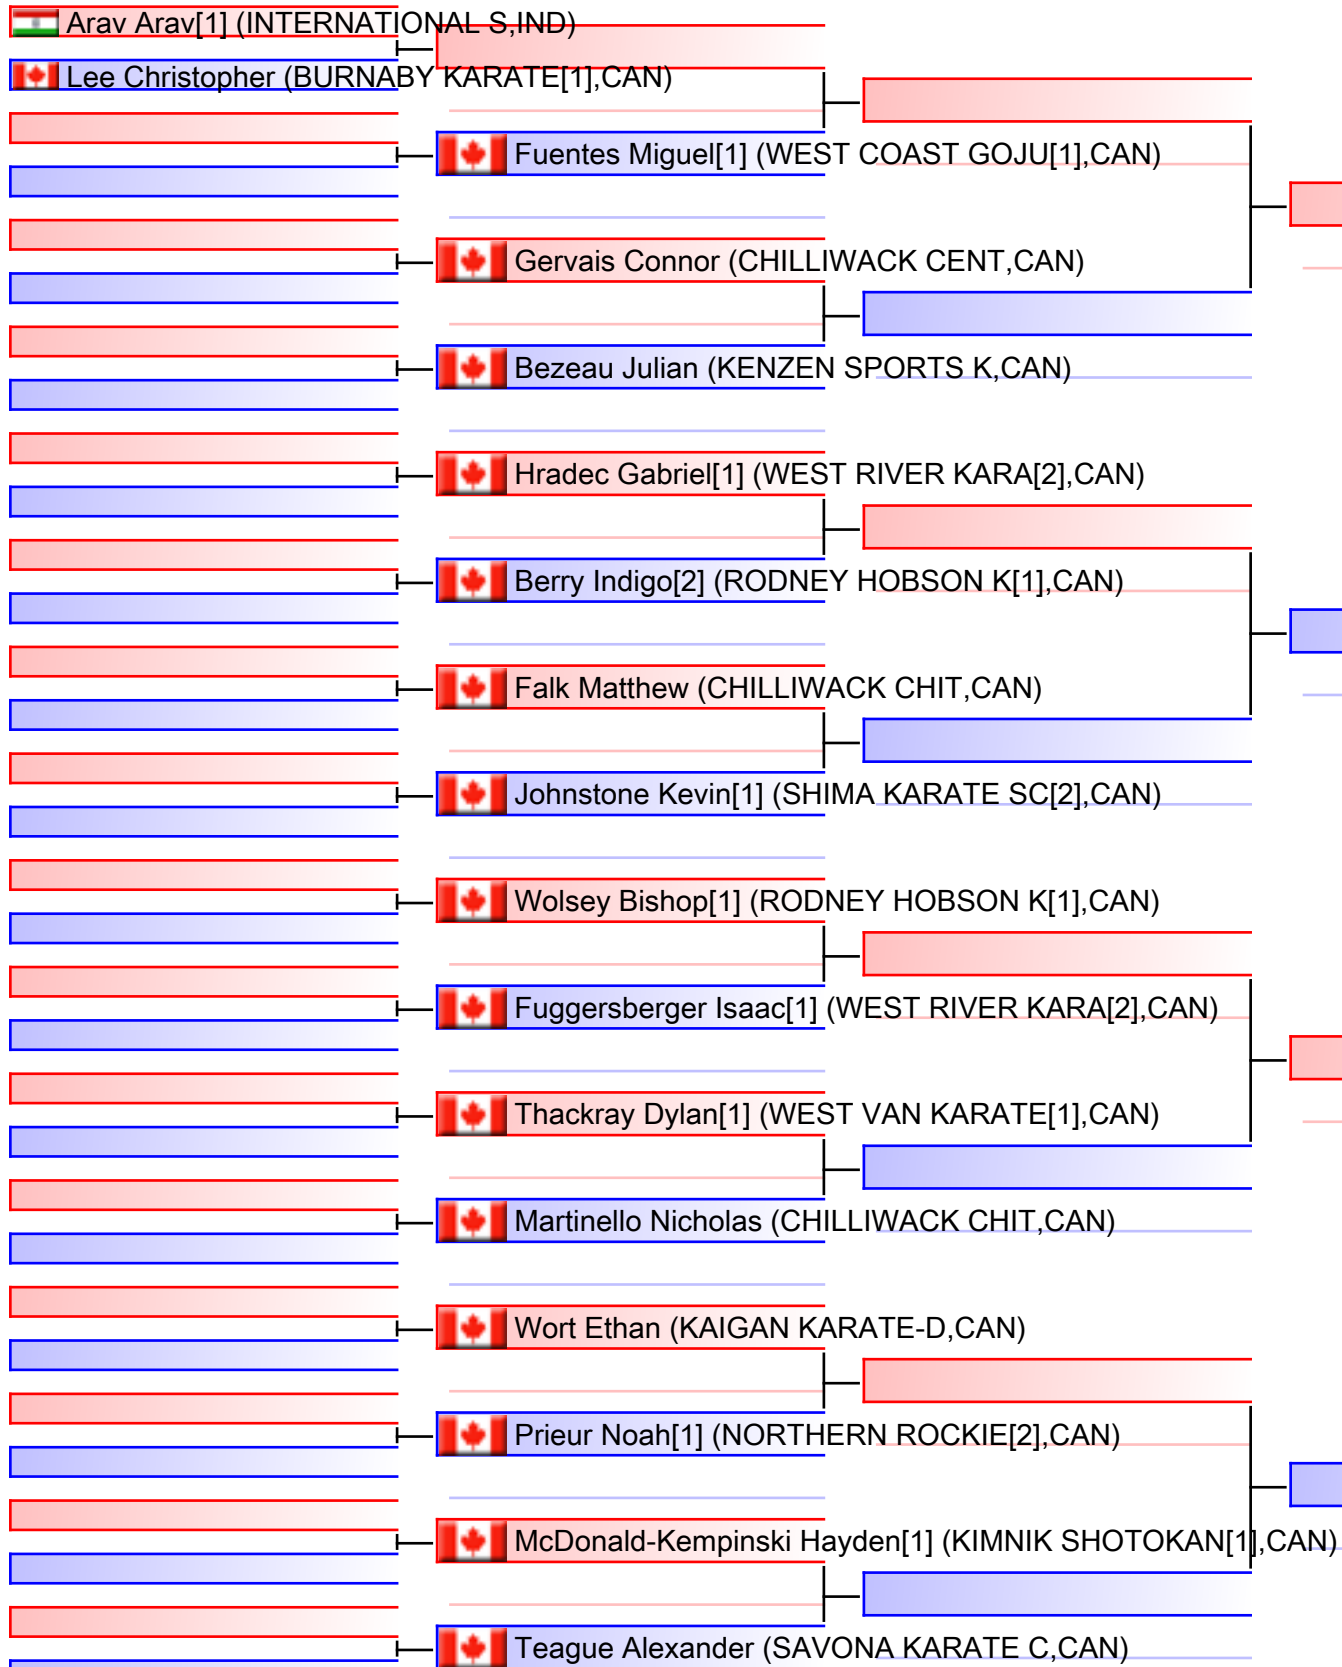 Arav Arav[1] (INTERNATIONAL S,IND)
Lee Christopher (BURNABY KARATE[1],CAN)
Fuentes Miguel[1] (WEST COAST GOJU[1],CAN)
Gervais Connor (CHILLIWACK CENT,CAN)
Bezeau Julian (KENZEN SPORTS K,CAN)
Hradec Gabriel[1] (WEST RIVER KARA[2],CAN)
Berry Indigo[2] (RODNEY HOBSON K[1],CAN)
Falk Matthew (CHILLIWACK CHIT,CAN)
Johnstone Kevin[1] (SHIMA KARATE SC[2],CAN)
Wolsey Bishop[1] (RODNEY HOBSON K[1],CAN)
Fuggersberger Isaac[1] (WEST RIVER KARA[2],CAN)
Thackray Dylan[1] (WEST VAN KARATE[1],CAN)
Martinello Nicholas (CHILLIWACK CHIT,CAN)
Wort Ethan (KAIGAN KARATE-D,CAN)
Prieur Noah[1] (NORTHERN ROCKIE[2],CAN)
McDonald-Kempinski Hayden[1] (KIMNIK SHOTOKAN[1],CAN)
Teague Alexander (SAVONA KARATE C,CAN)